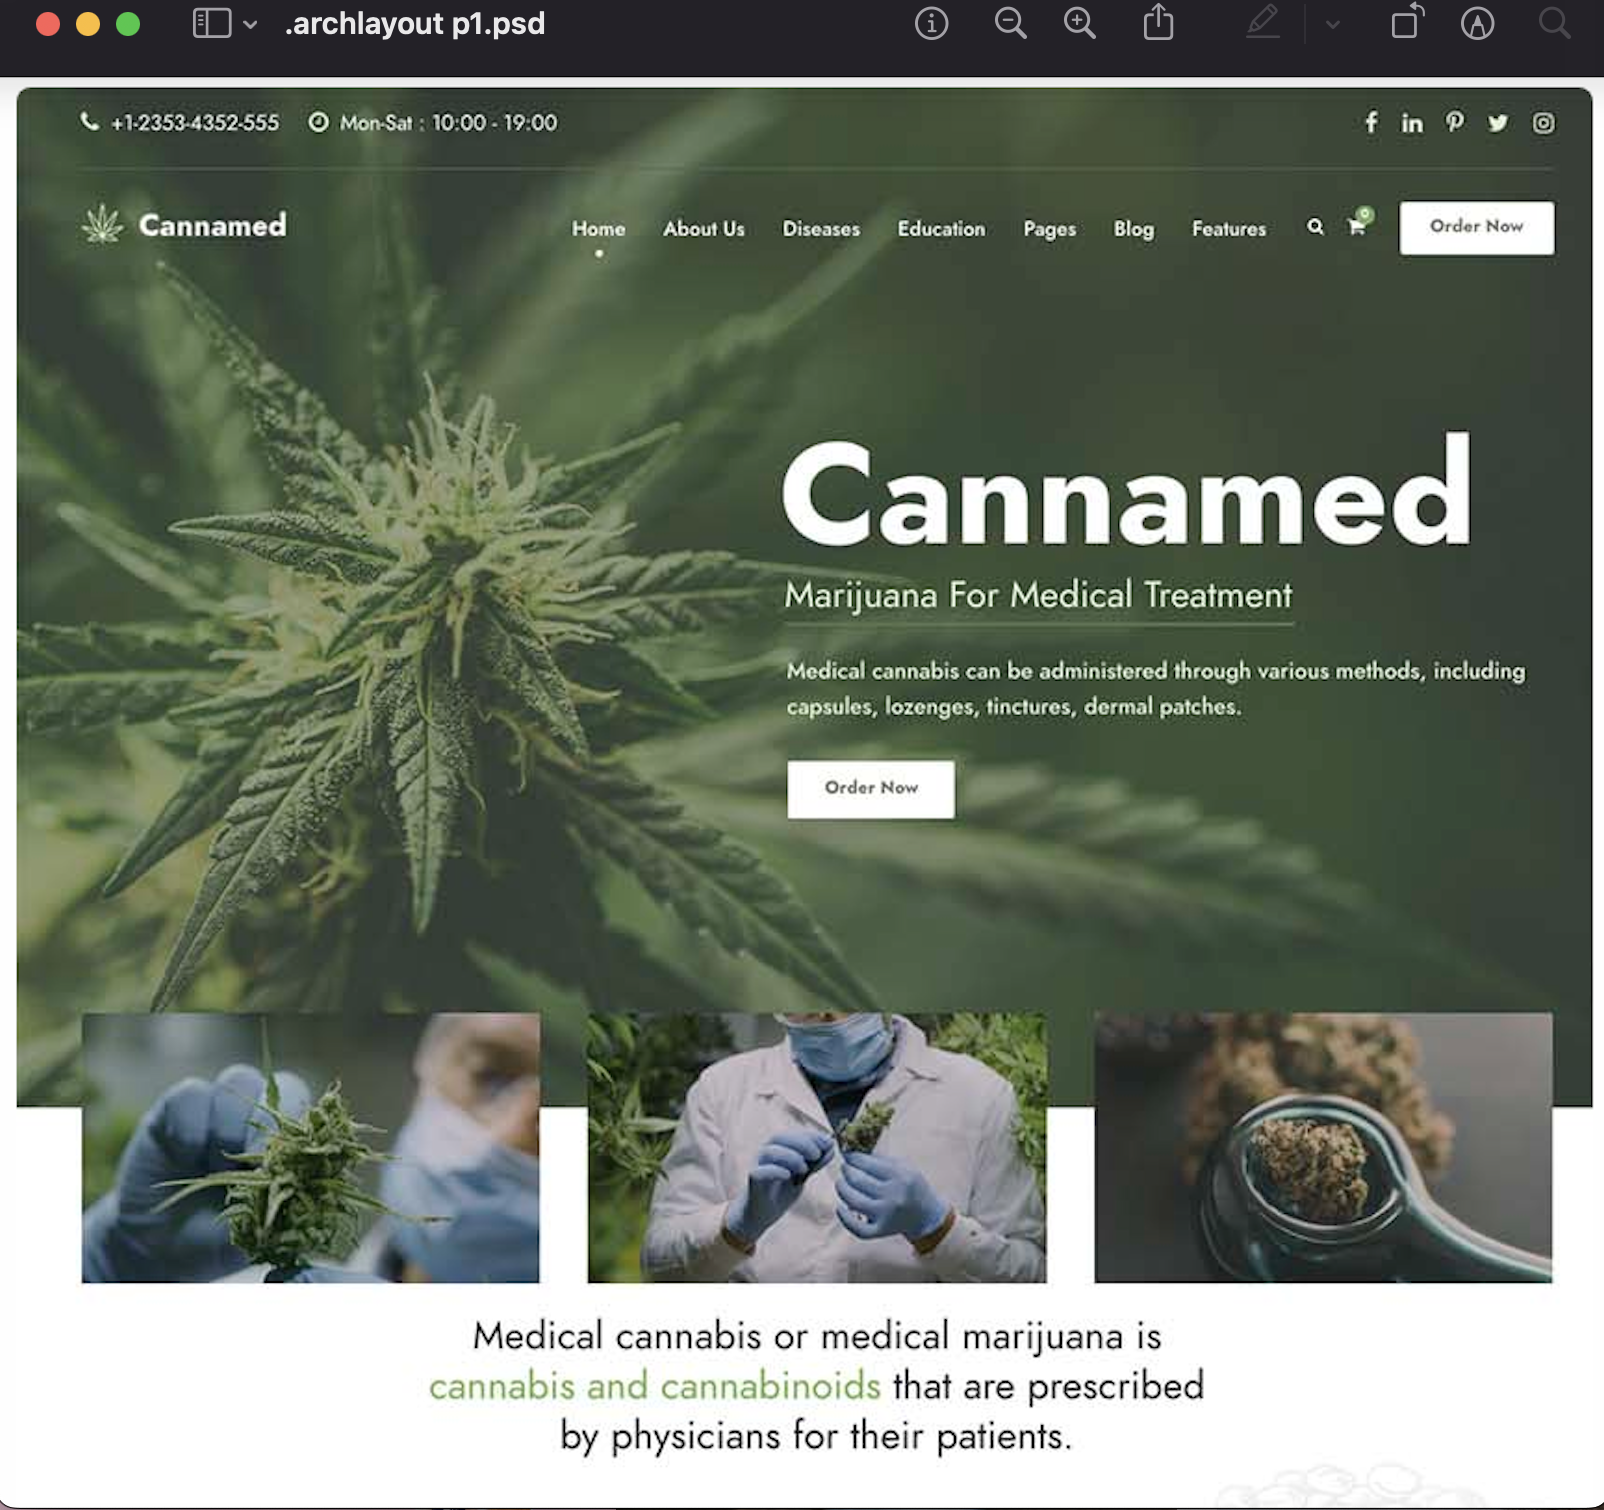 .archlayout p1.psd
+1-2353-4352-555 Mon-Sat : 10:00 - 19:00
Cannamed Home About Us Diseases Education Pages Blog Features 0 Order Now
Cannamed
Marijuana For Medical Treatment
Medical cannabis can be administered through various methods, including
capsules, lozenges, tinctures, dermal patches.
Order Now
Medical cannabis or medical marijuana is
cannabis and cannabinoids that are prescribed
by physicians for their patients.